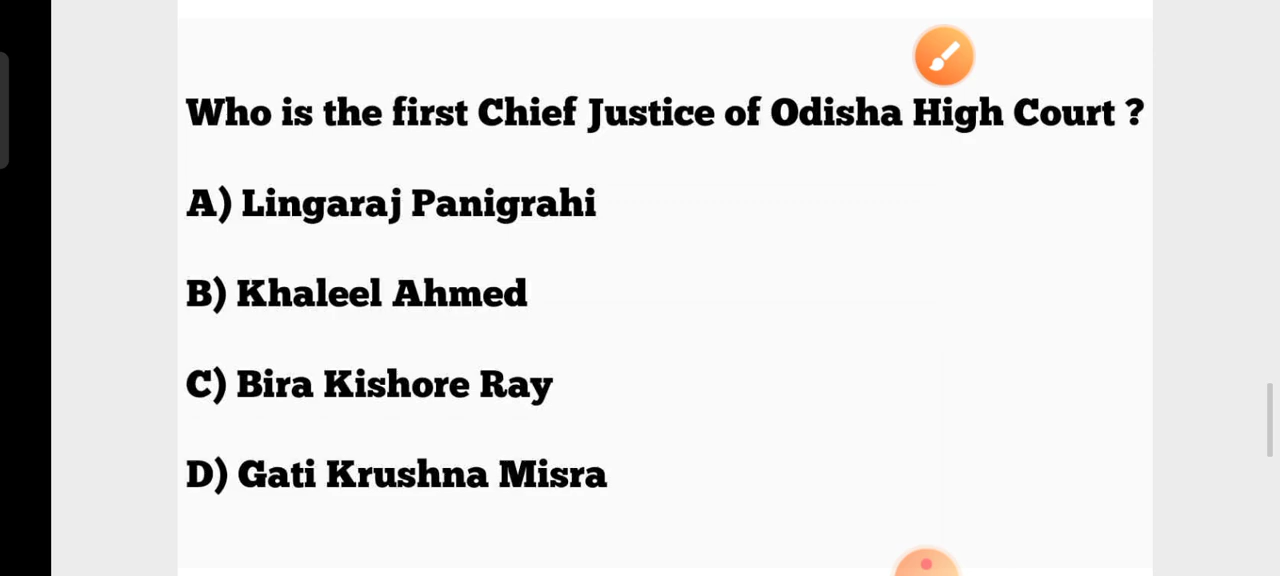 Who is the first Chief Justice of Odisha High Court ?
A) Lingaraj Panigrahi
B) Khaleel Ahmed
C) Bira Kishore Ray
D) Gati Krushna Misra